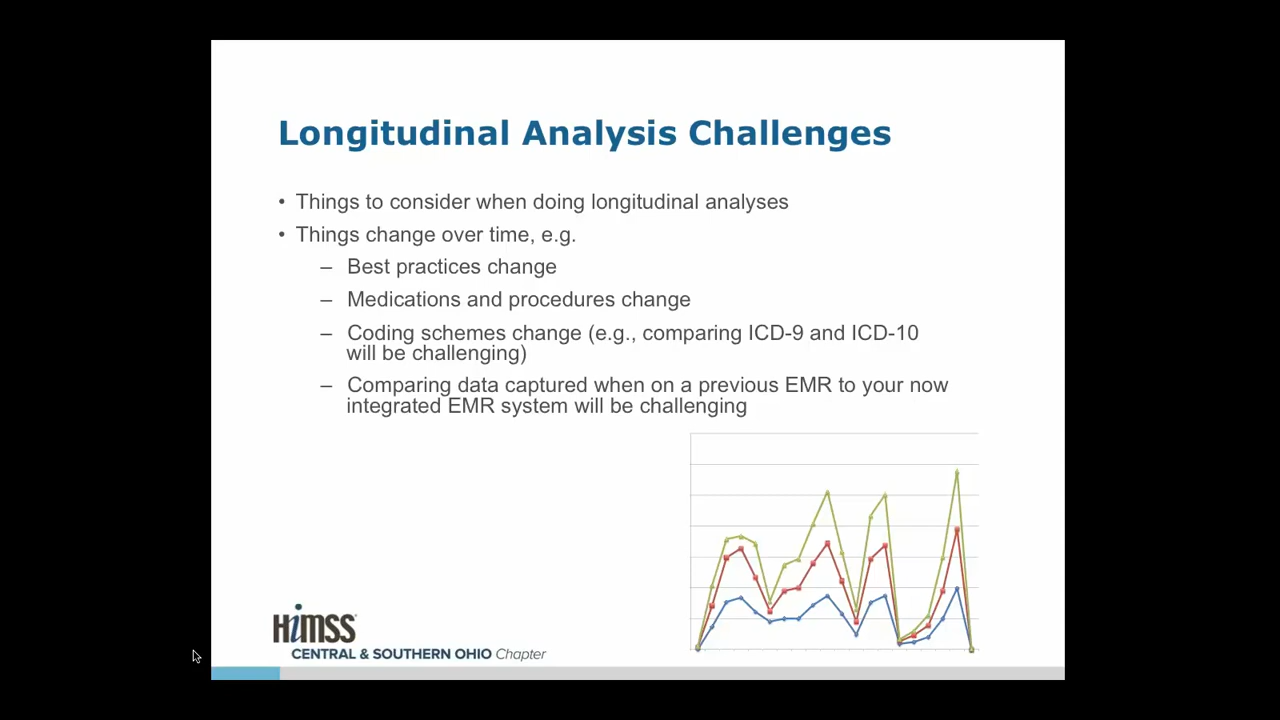 Longitudinal Analysis Challenges
• Things to consider when doing longitudinal analyses
• Things change over time, e.g.
– Best practices change
– Medications and procedures change
– Coding schemes change (e.g., comparing ICD-9 and ICD-10
will be challenging)
– Comparing data captured when on a previous EMR to your now
integrated EMR system will be challenging
HiMSS
CENTRAL & SOUTHERN OHIO Chapter